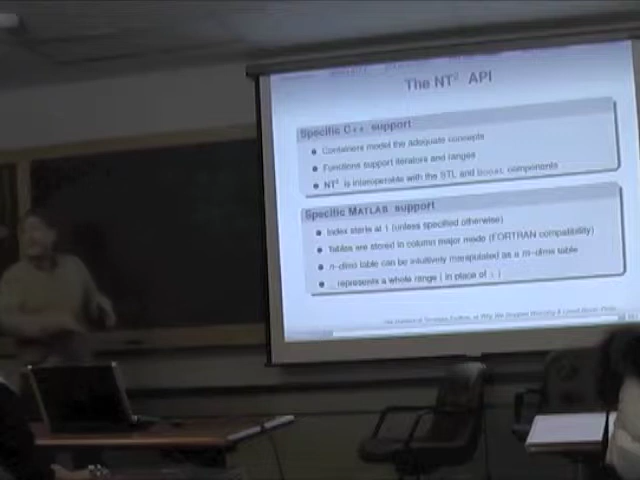 The NT² API
Specific C++ support
Containers model the adequate concepts
Functions support iterators and ranges
NT² is interoperable with the STL and Boost components
Specific MATLAB support
Index starts at 1 (unless specified otherwise)
Tables are stored in column major mode (FORTRAN compatibility)
n-dims table can be intuitively manipulated as a m-dims table
_ represents a whole range ( in place of : )